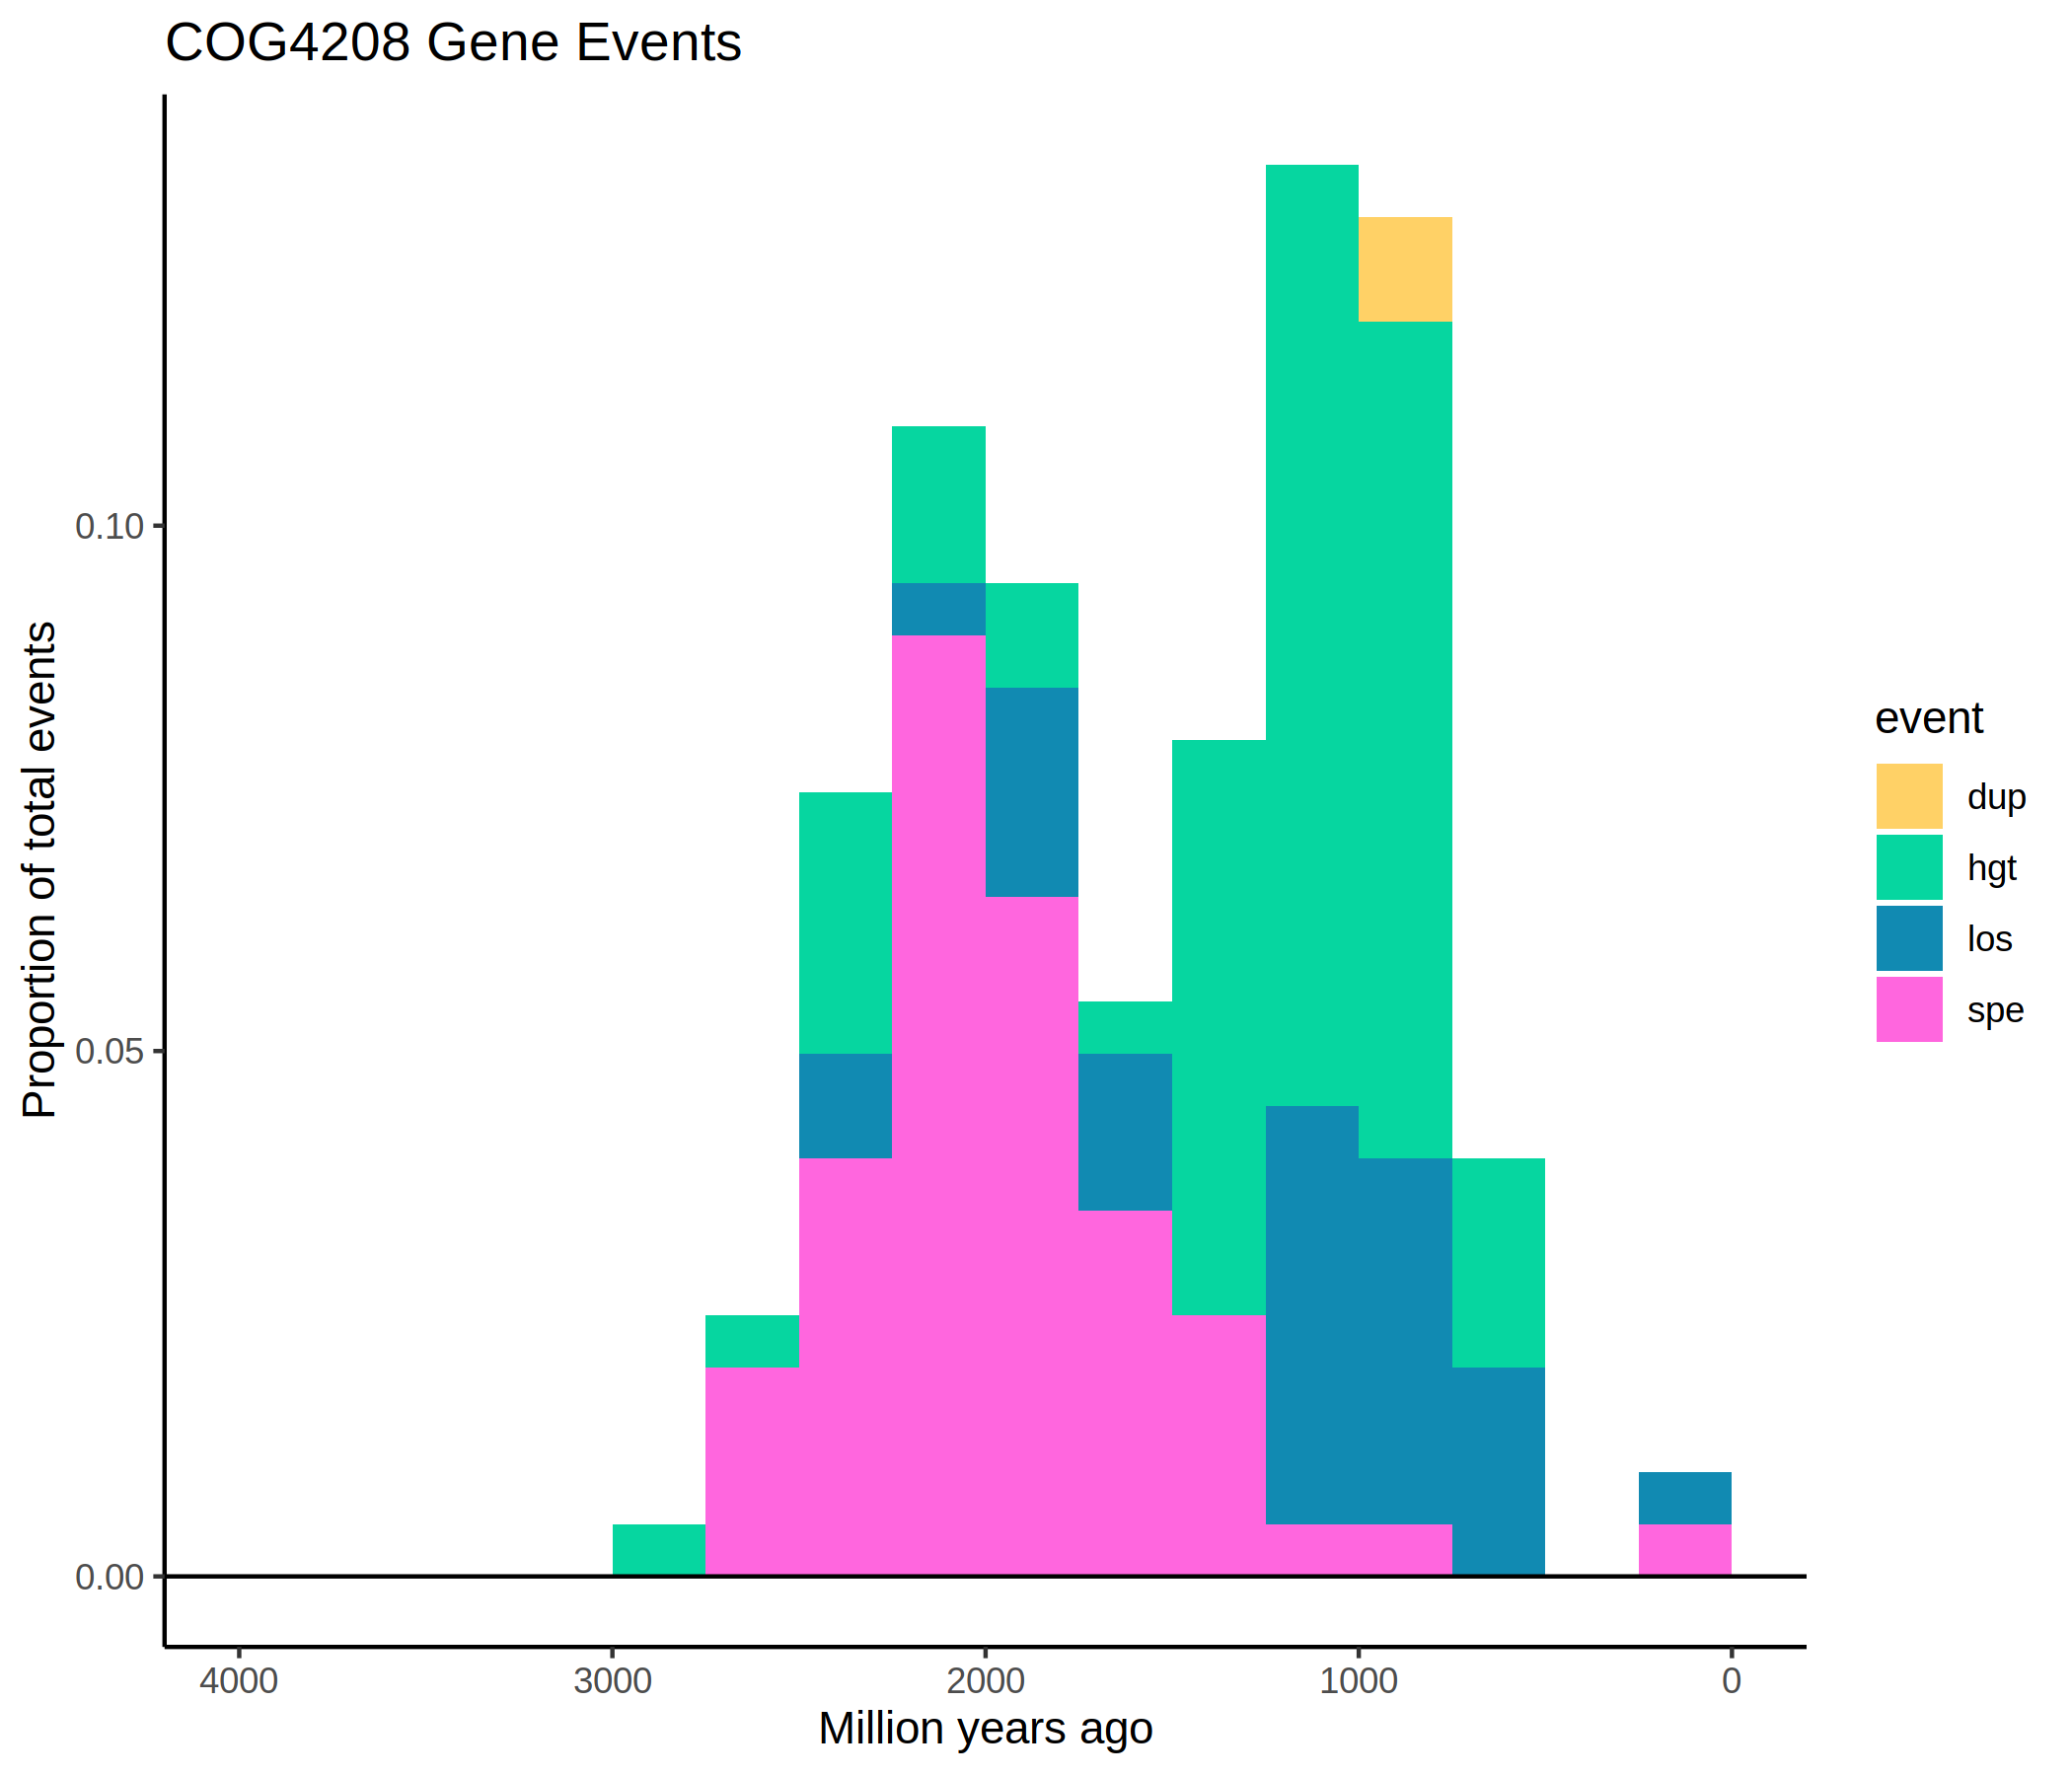 COG4208 Gene Events
Proportion of total events
0.10
0.05
0.00
4000 3000 2000 1000 0
Million years ago
event
dup
hgt
los
spe